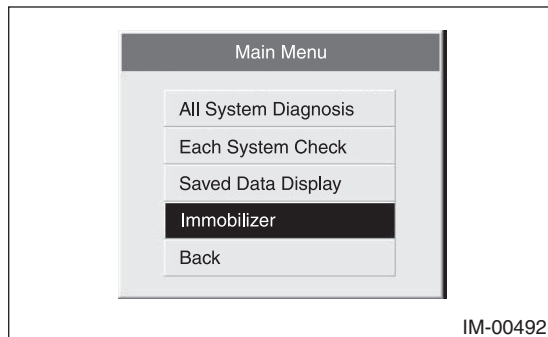 Main Menu
All System Diagnosis
Each System Check
Saved Data Display
Immobilizer
Back
IM-00492